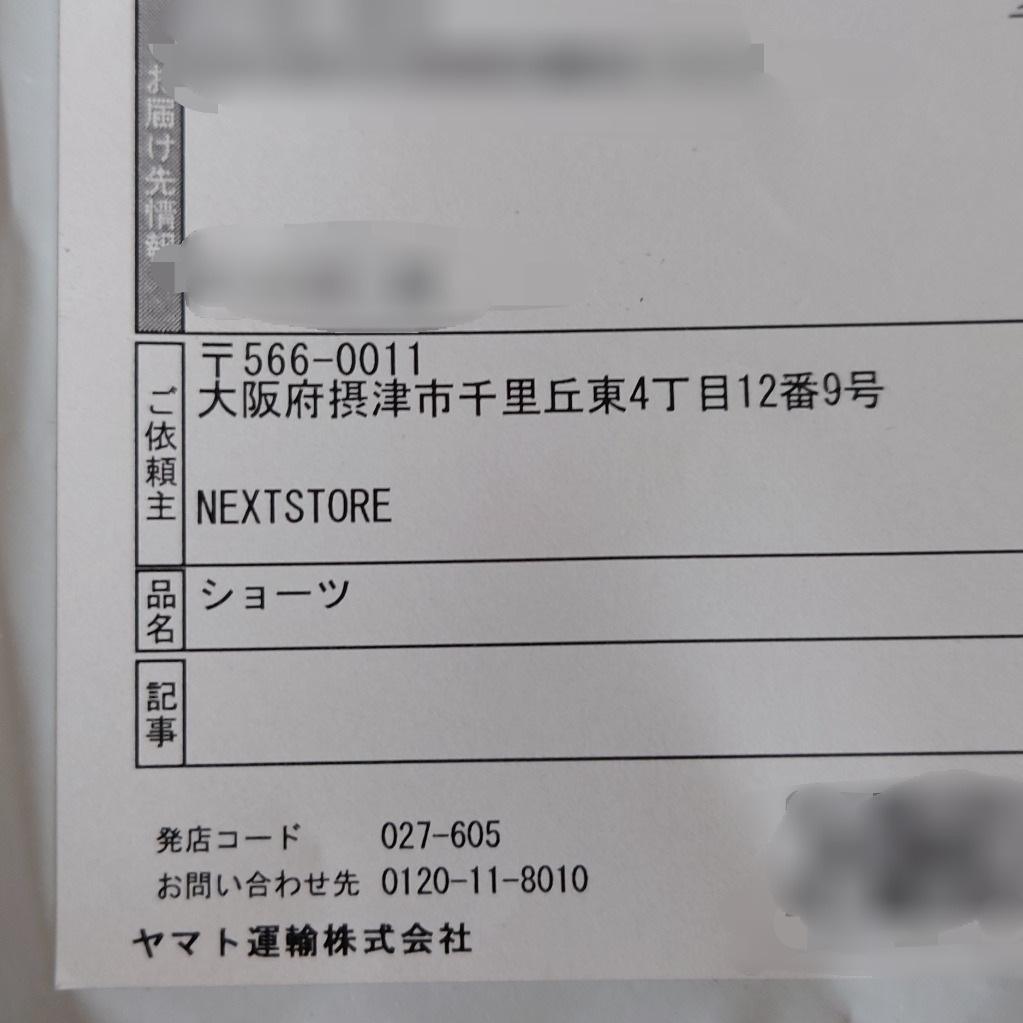 お届け先情報
ご依頼主
〒566-0011
大阪府摂津市千里丘東4丁目12番9号
NEXTSTORE
品名
ショーツ
記事
発店コード 027-605
お問い合わせ先 0120-11-8010
ヤマト運輸株式会社